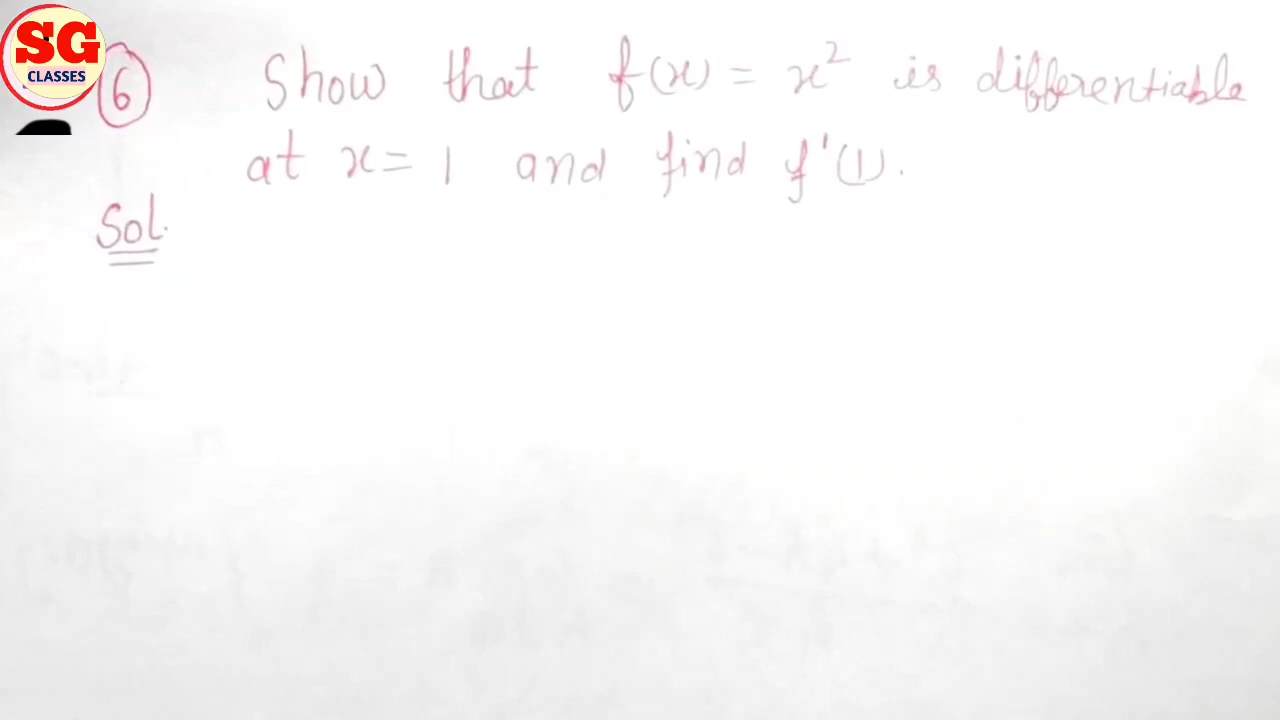 SG
CLASSES
6 Show that f(x) = x² is differentiable
at x = 1 and find f'(1).
Sol.